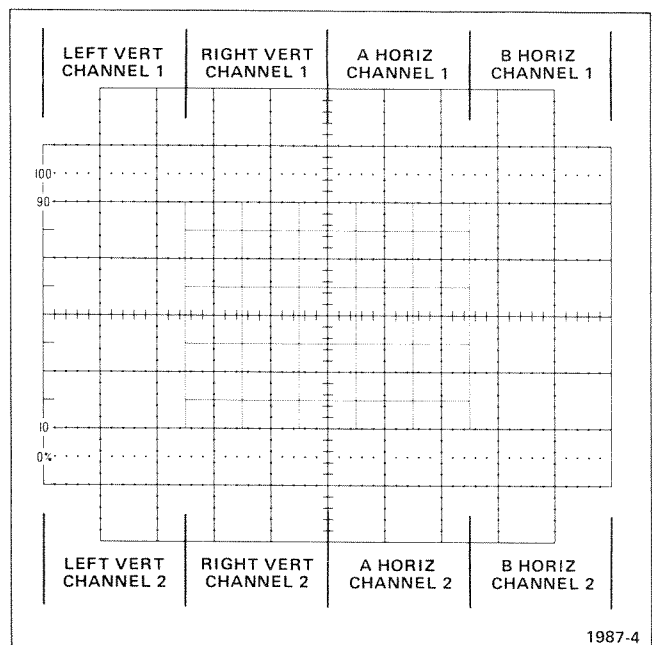 LEFT VERT RIGHT VERT A HORIZ B HORIZ
CHANNEL 1 CHANNEL 1 CHANNEL 1 CHANNEL 1
100
90
10
0%
LEFT VERT RIGHT VERT A HORIZ B HORIZ
CHANNEL 2 CHANNEL 2 CHANNEL 2 CHANNEL 2
1987-4